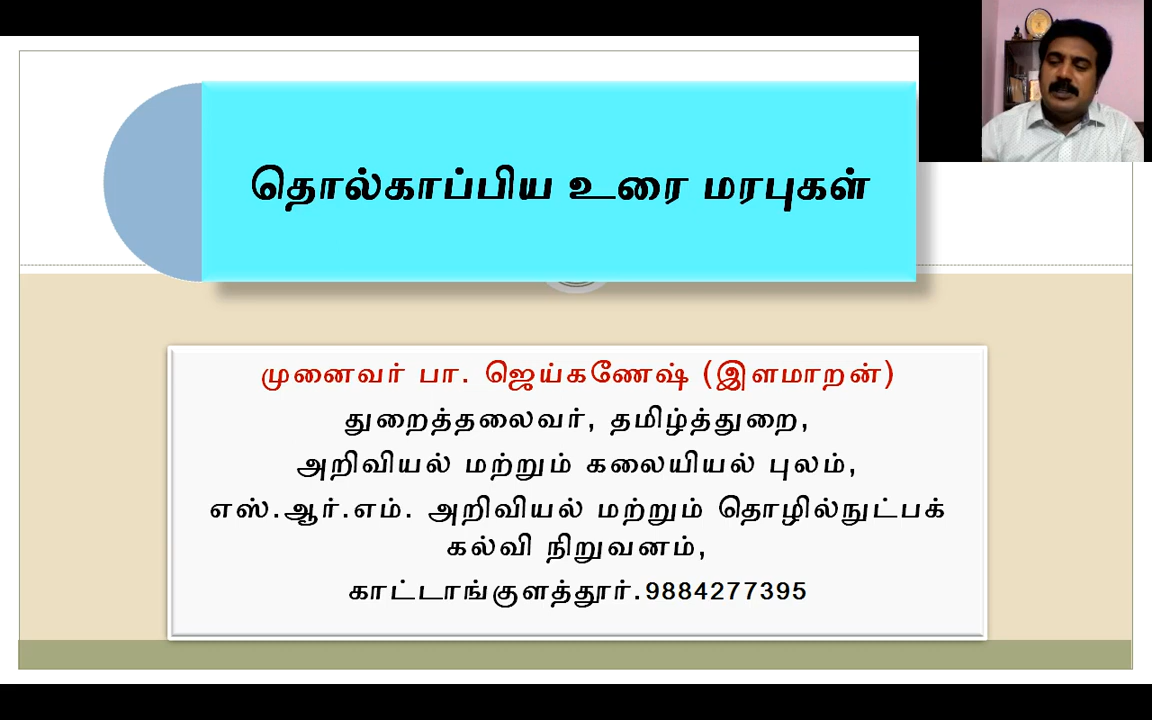 தொல்காப்பிய உரை மரபுகள்
முனைவர் பா. ஜெய்கணேஷ் (இளமாறன்)
துறைத்தலைவர், தமிழ்த்துறை,
அறிவியல் மற்றும் கலையியல் புலம்,
எஸ்.ஆர்.எம். அறிவியல் மற்றும் தொழில்நுட்பக்
கல்வி நிறுவனம்,
காட்டாங்குளத்தூர்.9884277395